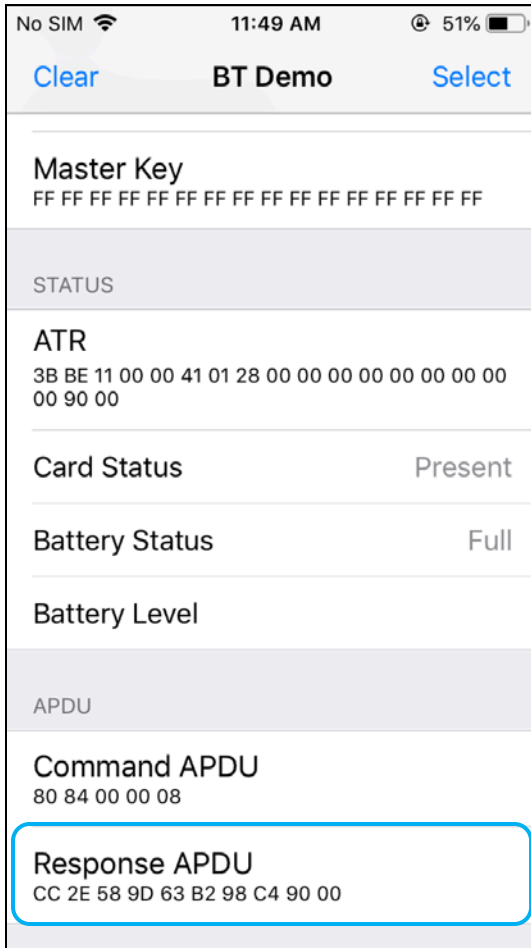 No SIM 11:49 AM 51%
Clear BT Demo Select
Master Key
FF FF FF FF FF FF FF FF FF FF FF FF FF FF FF FF
STATUS
ATR
3B BE 11 00 00 41 01 28 00 00 00 00 00 00 00 00
00 90 00
Card Status Present
Battery Status Full
Battery Level
APDU
Command APDU
80 84 00 00 08
Response APDU
CC 2E 58 9D 63 B2 98 C4 90 00